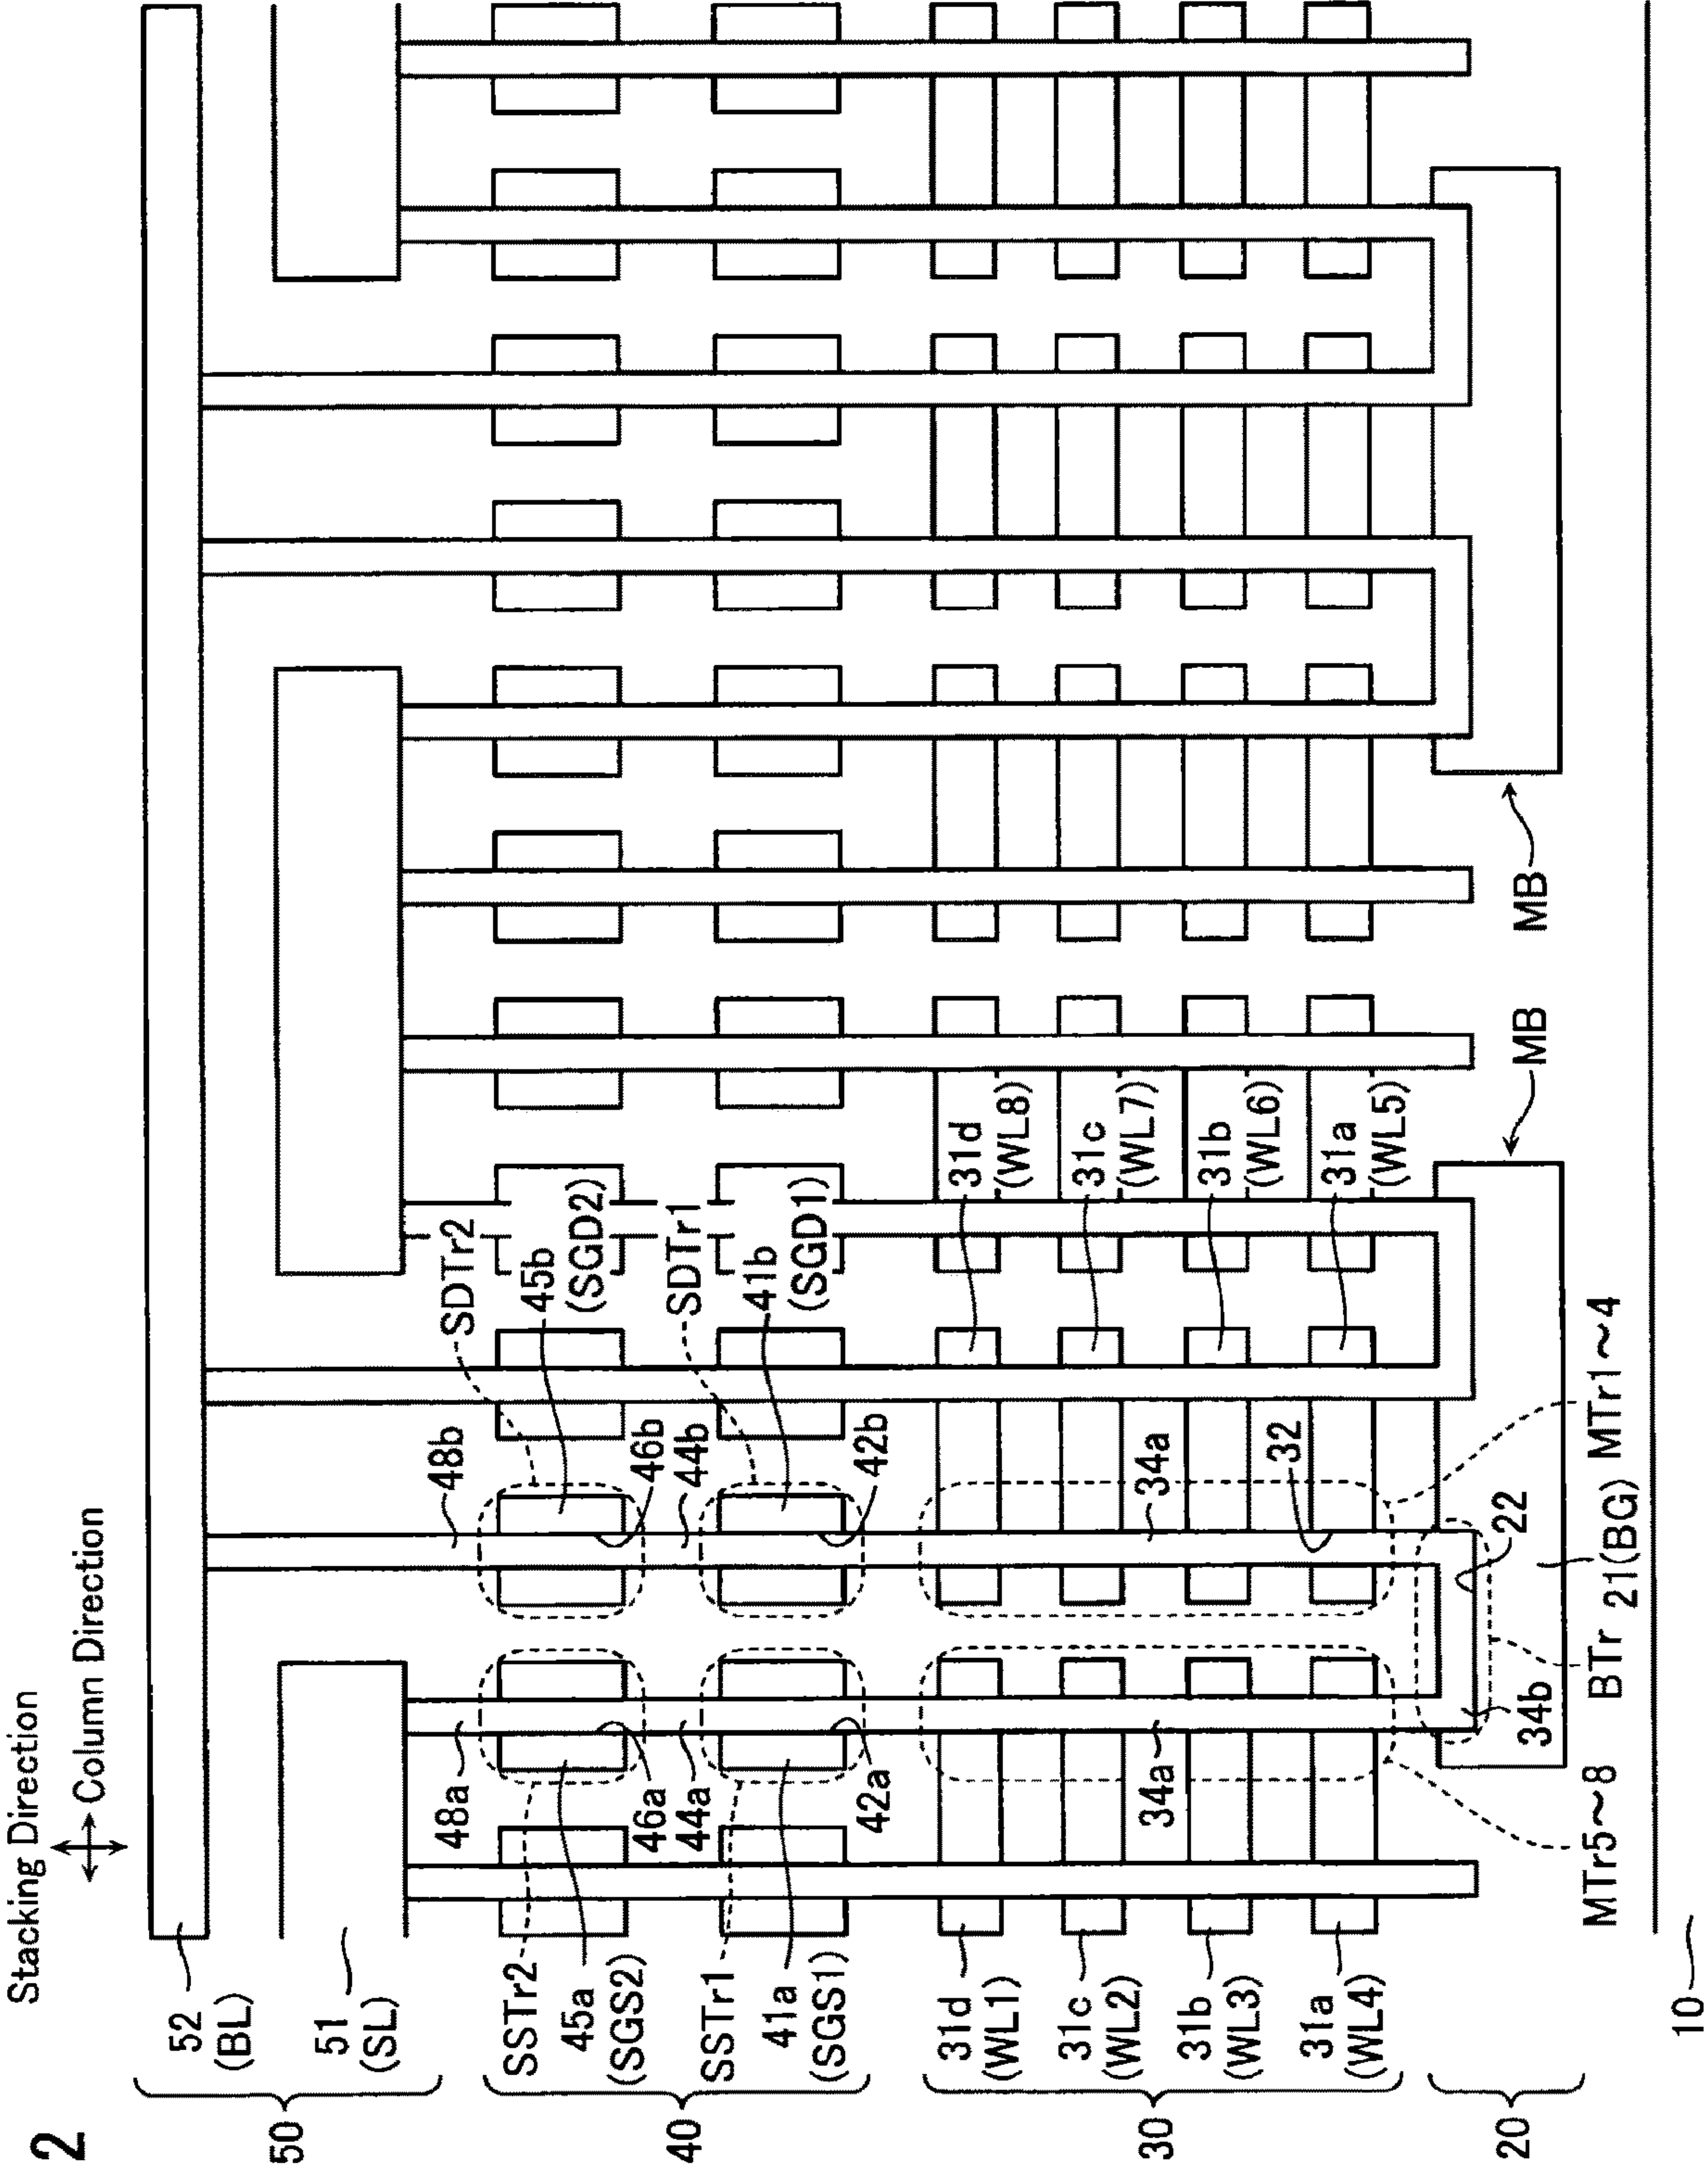 2
Stacking Direction
Column Direction
50
52
(BL)
51
(SL)
40
SSTr2
45a
(SGS2)
SSTr1
41a
(SGS1)
48a
46a
44a
42a
48b
46b
44b
42b
SDTr2
45b
(SGD2)
SDTr1
41b
(SGD1)
30
31d
(WL1)
31c
(WL2)
31b
(WL3)
31a
(WL4)
34a
34a
32
31d
(WL8)
31c
(WL7)
31b
(WL6)
31a
(WL5)
20
MTr5~8
34b
BTr
21(BG)
22
MTr1~4
MB
MB
10